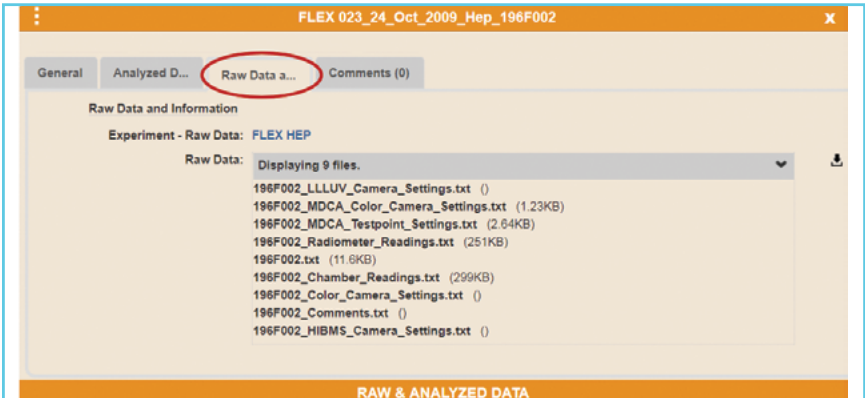 FLEX 023_24_Oct_2009_Hep_196F002 x
General Analyzed D... Raw Data a... Comments (0)
Raw Data and Information
Experiment - Raw Data: FLEX HEP
Raw Data: Displaying 9 files.
196F002_LLLUV_Camera_Settings.txt ()
196F002_MDCA_Color_Camera_Settings.txt (1.23KB)
196F002_MDCA_Testpoint_Settings.txt (2.64KB)
196F002_Radiometer_Readings.txt (251KB)
196F002.txt (11.6KB)
196F002_Chamber_Readings.txt (299KB)
196F002_Color_Camera_Settings.txt ()
196F002_Comments.txt ()
196F002_HIBMS_Camera_Settings.txt ()
RAW & ANALYZED DATA